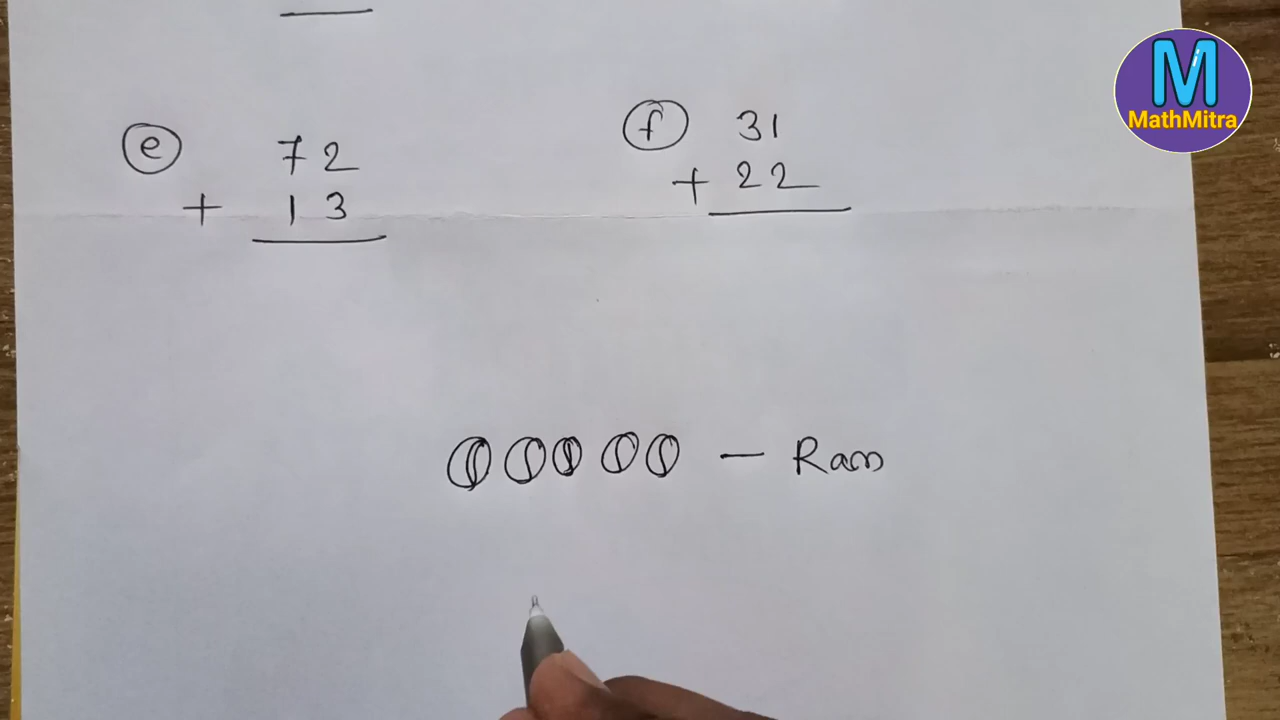 e 72
+ 13
f 31
+ 22
— Ram
M
MathMitra